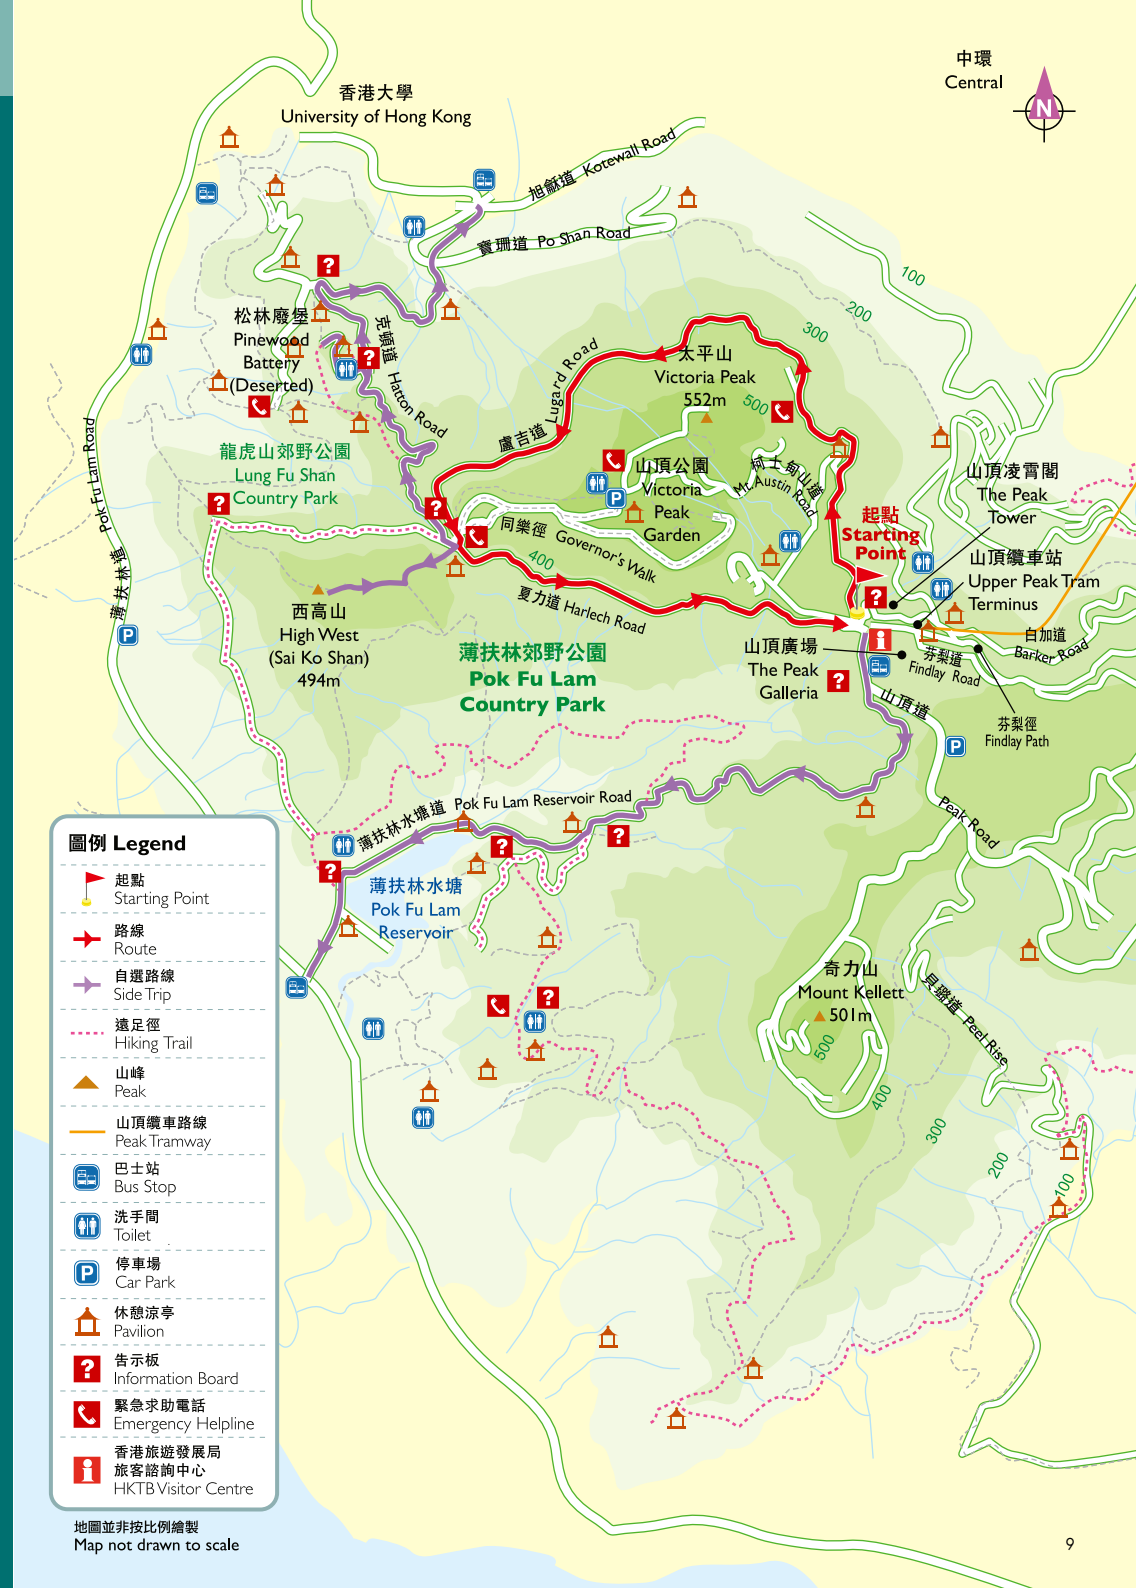 中環
Central
N
香港大學
University of Hong Kong
旭龢道 Kotewall Road
寶珊道 Po Shan Road
100
200
300
松林廢堡
Pinewood
Battery
(Deserted)
克頓道 Hatton Road
盧吉道 Lugard Road
太平山
Victoria Peak
552m
500
龍虎山郊野公園
Lung Fu Shan
Country Park
山頂公園
Victoria
Peak
Garden
柯士甸山道
Mt. Austin Road
山頂凌霄閣
The Peak
Tower
起點
Starting
Point
山頂纜車站
Upper Peak Tram
Terminus
同樂徑 Governor's Walk
400
夏力道 Harlech Road
薄扶林道 Pok Fu Lam Road
西高山
High West
(Sai Ko Shan)
494m
薄扶林郊野公園
Pok Fu Lam
Country Park
山頂廣場
The Peak
Galleria
白加道
Barker Road
芬梨道
Findlay Road
芬梨徑
Findlay Path
山頂道
Peak Road
薄扶林水塘道 Pok Fu Lam Reservoir Road
薄扶林水塘
Pok Fu Lam
Reservoir
奇力山
Mount Kellett
501m
貝璐道 Peel Rise
500
400
300
200
100
圖例 Legend
起點
Starting Point
路線
Route
自選路線
Side Trip
遠足徑
Hiking Trail
山峰
Peak
山頂纜車路線
Peak Tramway
巴士站
Bus Stop
洗手間
Toilet
停車場
Car Park
休憩涼亭
Pavilion
告示板
Information Board
緊急求助電話
Emergency Helpline
香港旅遊發展局
旅客諮詢中心
HKTB Visitor Centre
地圖並非按比例繪製
Map not drawn to scale
9